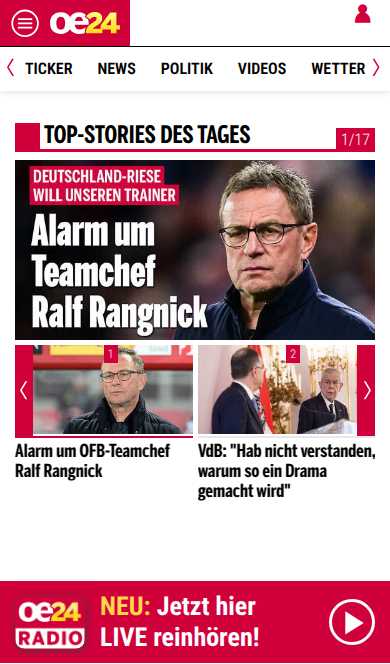 oe24
TICKER NEWS POLITIK VIDEOS WETTER
TOP-STORIES DES TAGES
1/17
DEUTSCHLAND-RIESE
WILL UNSEREN TRAINER
Alarm um
Teamchef
Ralf Rangnick
1
2
Alarm um ÖFB-Teamchef
Ralf Rangnick
VdB: "Hab nicht verstanden,
warum so ein Drama
gemacht wird"
oe24
RADIO
NEU: Jetzt hier
LIVE reinhören!